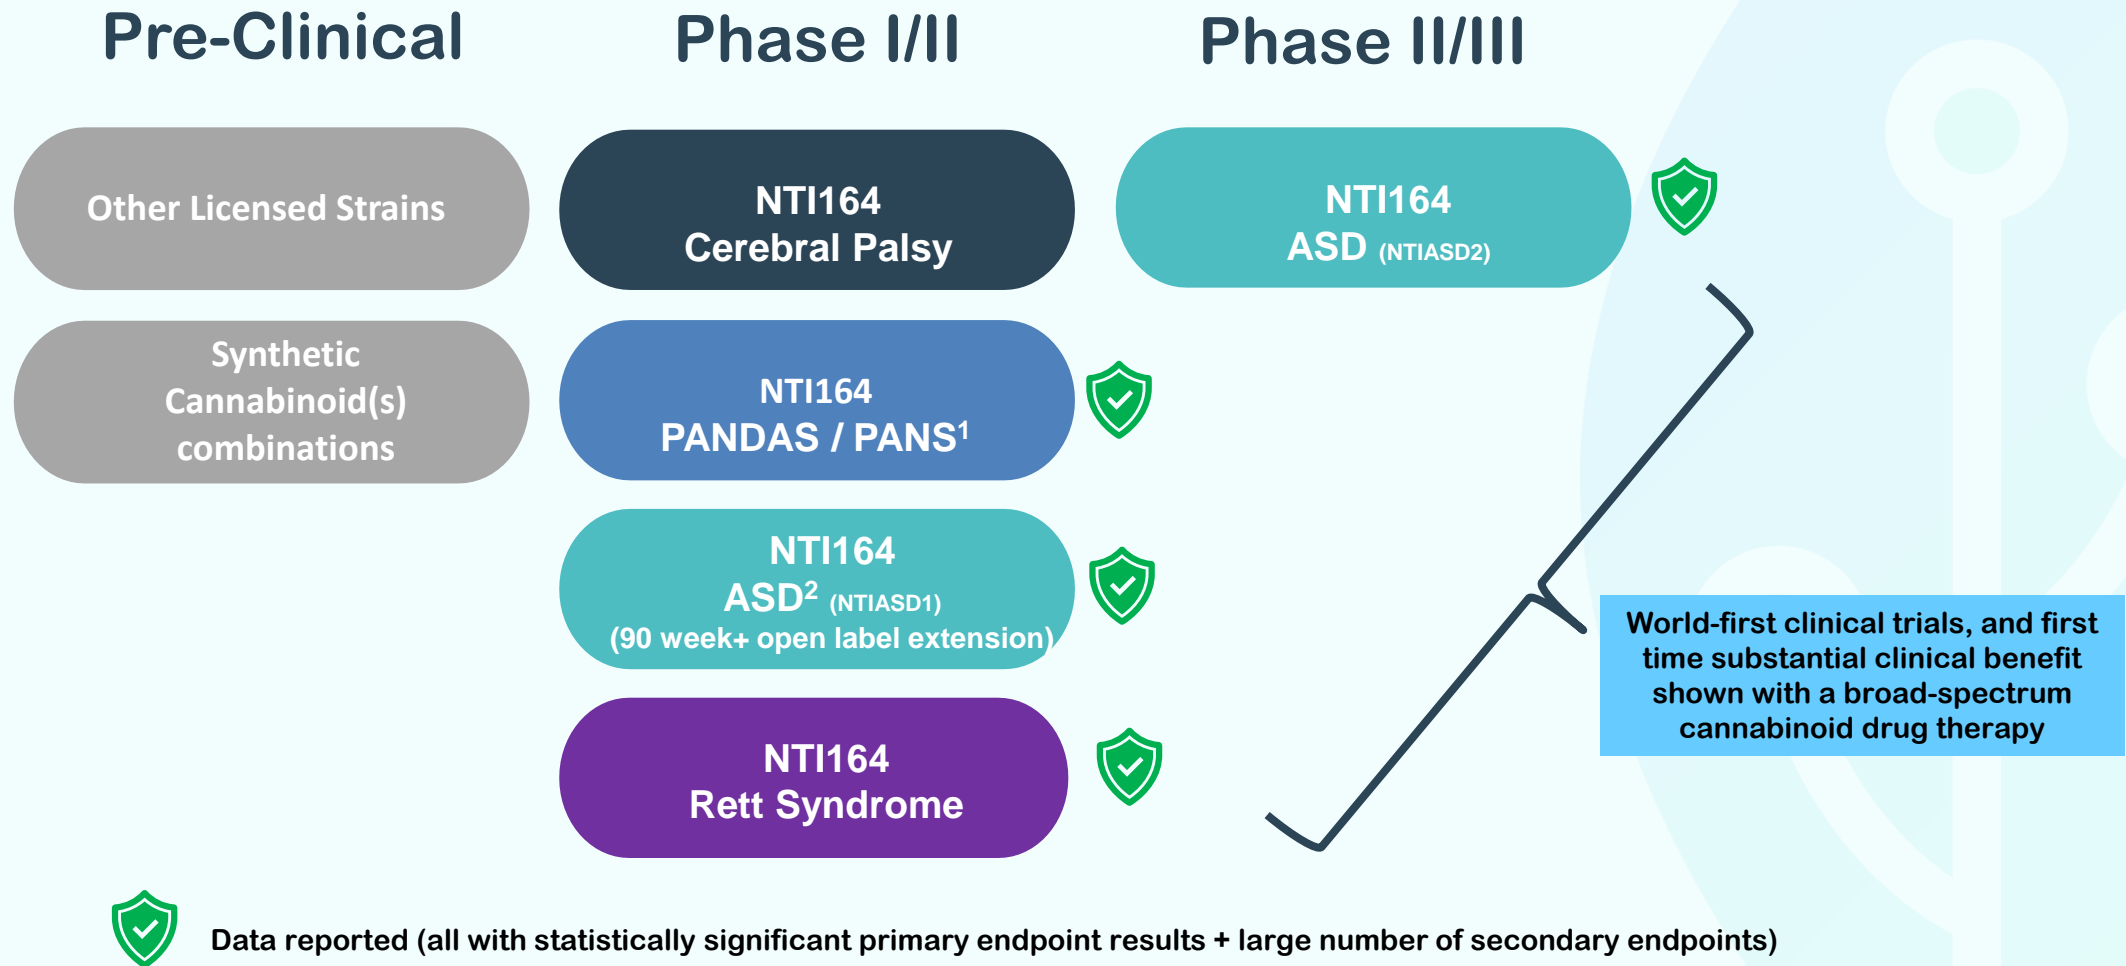 Pre-Clinical
Phase I/II
Phase II/III
Other Licensed Strains
Synthetic
Cannabinoid(s)
combinations
NTI164
Cerebral Palsy
NTI164
PANDAS / PANS¹
NTI164
ASD² (NTIASD1)
(90 week+ open label extension)
NTI164
Rett Syndrome
NTI164
ASD (NTIASD2)
World-first clinical trials, and first
time substantial clinical benefit
shown with a broad-spectrum
cannabinoid drug therapy
Data reported (all with statistically significant primary endpoint results + large number of secondary endpoints)